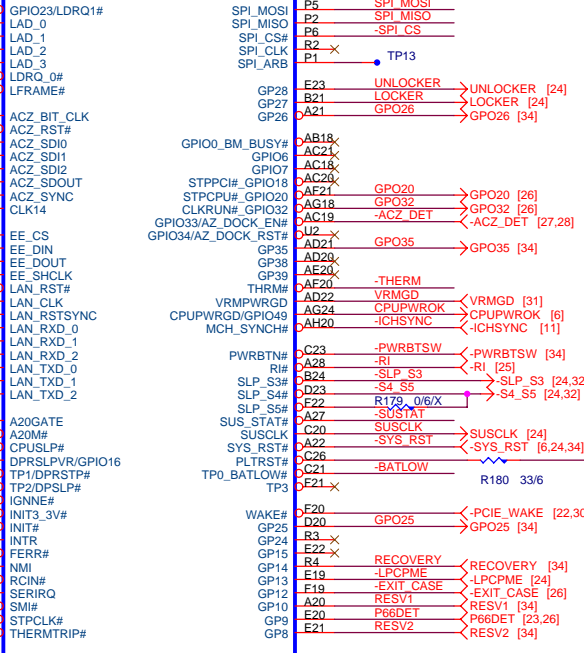 GPIO23/LDRQ1# SPI_MOSI P5 SPI_MOSI
LAD_0 SPI_MISO P2 SPI_MISO
LAD_1 SPI_CS# P6 -SPI_CS
LAD_2 SPI_CLK R2
LAD_3 SPI_ARB P1 TP13
LDRQ_0#
LFRAME# GP28 E23 UNLOCKER UNLOCKER [24]
GP27 B21 LOCKER LOCKER [24]
ACZ_BIT_CLK GP26 A21 GPO26 GPO26 [34]
ACZ_RST#
ACZ_SDI0 GPIO0_BM_BUSY# AB18
ACZ_SDI1 GPIO6 AC21
ACZ_SDI2 GPIO7 AC18
ACZ_SDOUT STPPCI#_GPIO18 AC20
ACZ_SYNC STPCPU#_GPIO20 AF21 GPO20 GPO20 [26]
CLK14 CLKRUN#_GPIO32 AG18 GPO32 GPO32 [26]
GPIO33/AZ_DOCK_EN# AC19 -ACZ_DET -ACZ_DET [27,28]
EE_CS GPIO34/AZ_DOCK_RST# U2
EE_DIN GP35 AD21 GPO35 GPO35 [34]
EE_DOUT GP38 AD20
EE_SHCLK GP39 AE20
LAN_RST# THRM# AF20 -THERM
LAN_CLK VRMPWRGD AD22 VRMGD VRMGD [31]
LAN_RSTSYNC CPUPWRGD/GPIO49 AG24 CPUPWROK CPUPWROK [6]
LAN_RXD_0 MCH_SYNCH# AH20 -ICHSYNC -ICHSYNC [11]
LAN_RXD_1
LAN_RXD_2 PWRBTN# C23 -PWRBTSW -PWRBTSW [34]
LAN_TXD_0 RI# A28 -RI -RI [25]
LAN_TXD_1 SLP_S3# B24 -SLP_S3 -SLP_S3 [24,32
LAN_TXD_2 SLP_S4# D23 -S4_S5 -S4_S5 [24,32]
SLP_S5# F22 R179 0/6/X
A20GATE SUS_STAT# A27 -SUSTAT
A20M# SUSCLK C20 SUSCLK SUSCLK [24]
CPUSLP# SYS_RST# A22 -SYS_RST -SYS_RST [6,24,34]
DPRSLPVR/GPIO16 PLTRST# C26
TP1/DPRSTP# TP0_BATLOW# C21 -BATLOW R180 33/6
TP2/DPSLP# TP3 F21
IGNNE#
INIT3_3V# WAKE# F20 -PCIE_WAKE [22,30
INIT# GP25 D20 GPO25 GPO25 [34]
INTR GP24 R3
FERR# GP15 E22
NMI GP14 R4 RECOVERY RECOVERY [34]
RCIN# GP13 E19 -LPCPME -LPCPME [24]
SERIRQ GP12 F19 -EXIT_CASE -EXIT_CASE [26]
SMI# GP10 A20 RESV1 RESV1 [34]
STPCLK# GP9 E20 P66DET P66DET [23,26]
THERMTRIP# GP8 E21 RESV2 RESV2 [34]